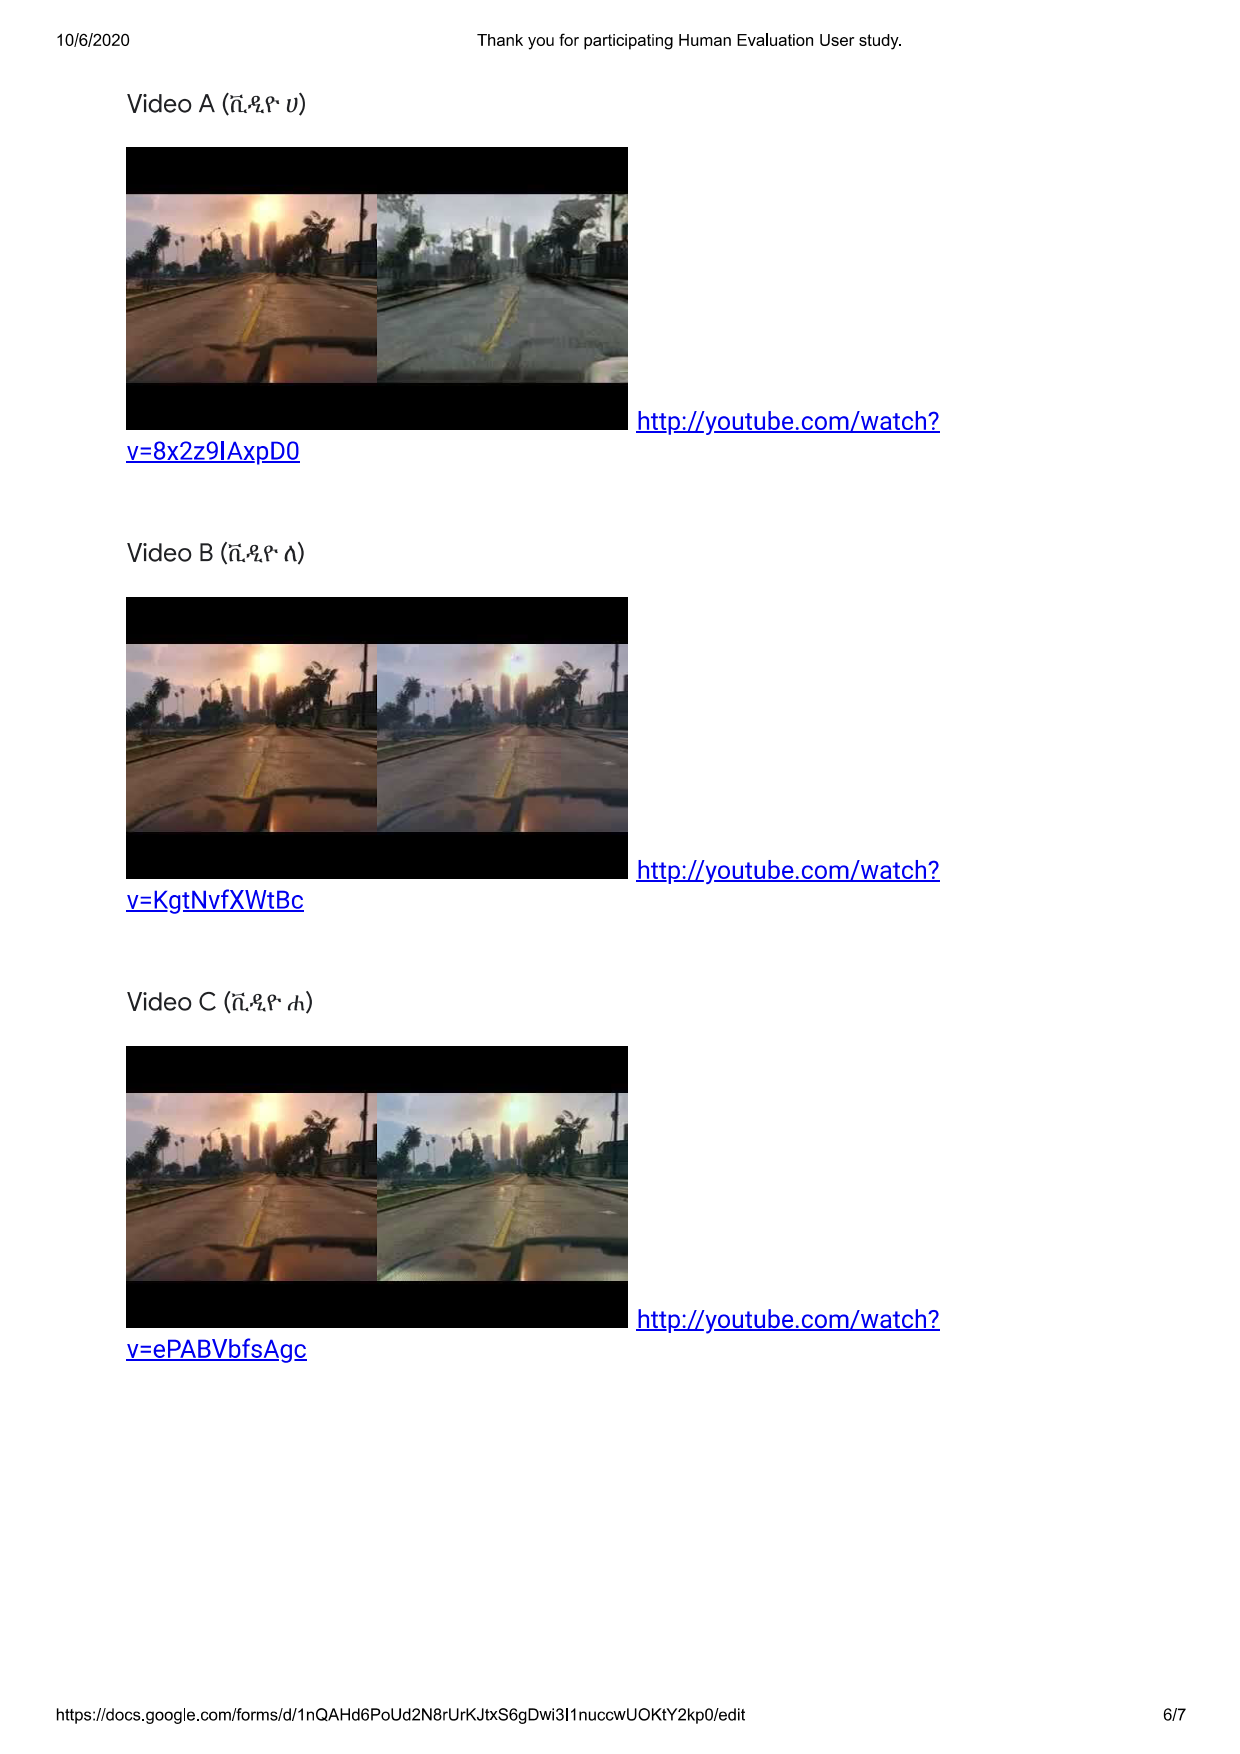 10/6/2020 Thank you for participating Human Evaluation User study.
Video A (ቪዲዮ ሀ)
http://youtube.com/watch?
v=8x2z9lAxpD0
Video B (ቪዲዮ ለ)
http://youtube.com/watch?
v=KgtNvfXWtBc
Video C (ቪዲዮ ሐ)
http://youtube.com/watch?
v=ePABVbfsAgc
https://docs.google.com/forms/d/1nQAHd6PoUd2N8rUrKJtxS6gDwi3I1nuccwUOKtY2kp0/edit 6/7